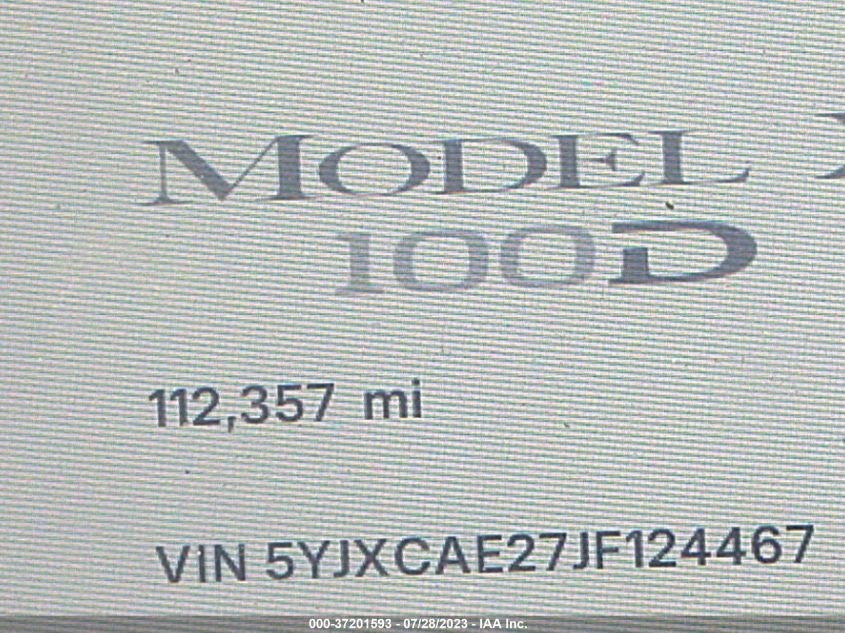 MODEL X
100D
112,357 mi
VIN 5YJXCAE27JF124467
000-37201593 - 07/28/2023 - IAA Inc.